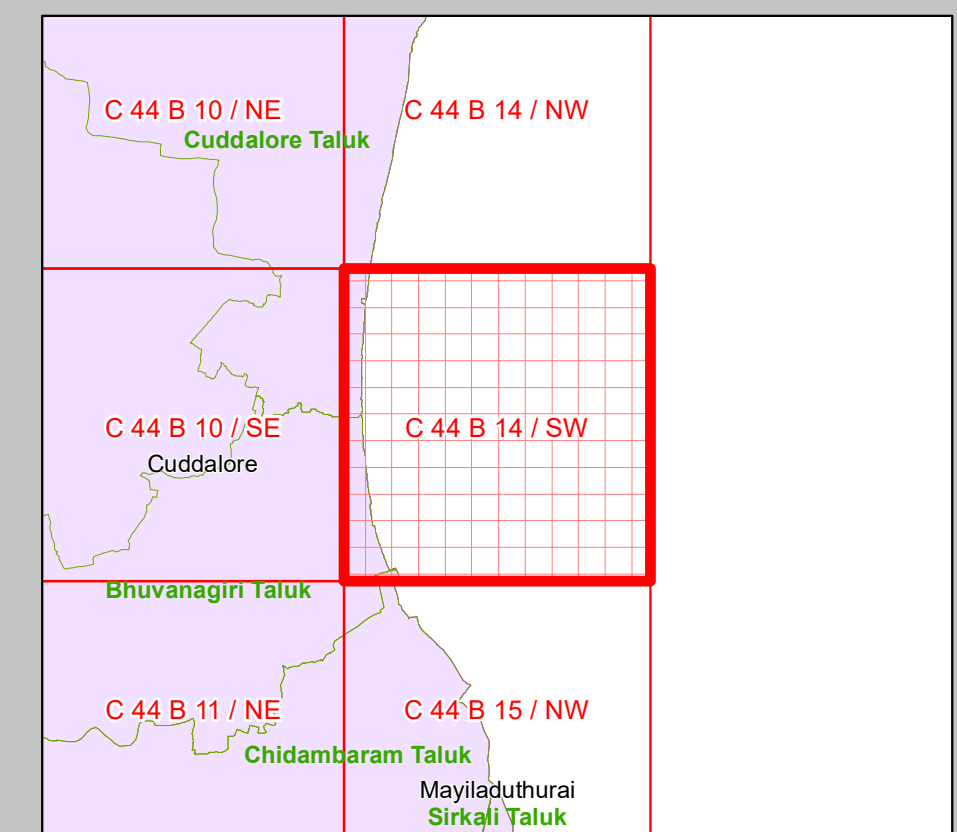 C 44 B 10 / NE
C 44 B 14 / NW
Cuddalore Taluk
C 44 B 10 / SE
C 44 B 14 / SW
Cuddalore
Bhuvanagiri Taluk
C 44 B 11 / NE
C 44 B 15 / NW
Chidambaram Taluk
Mayiladuthurai
Sirkali Taluk